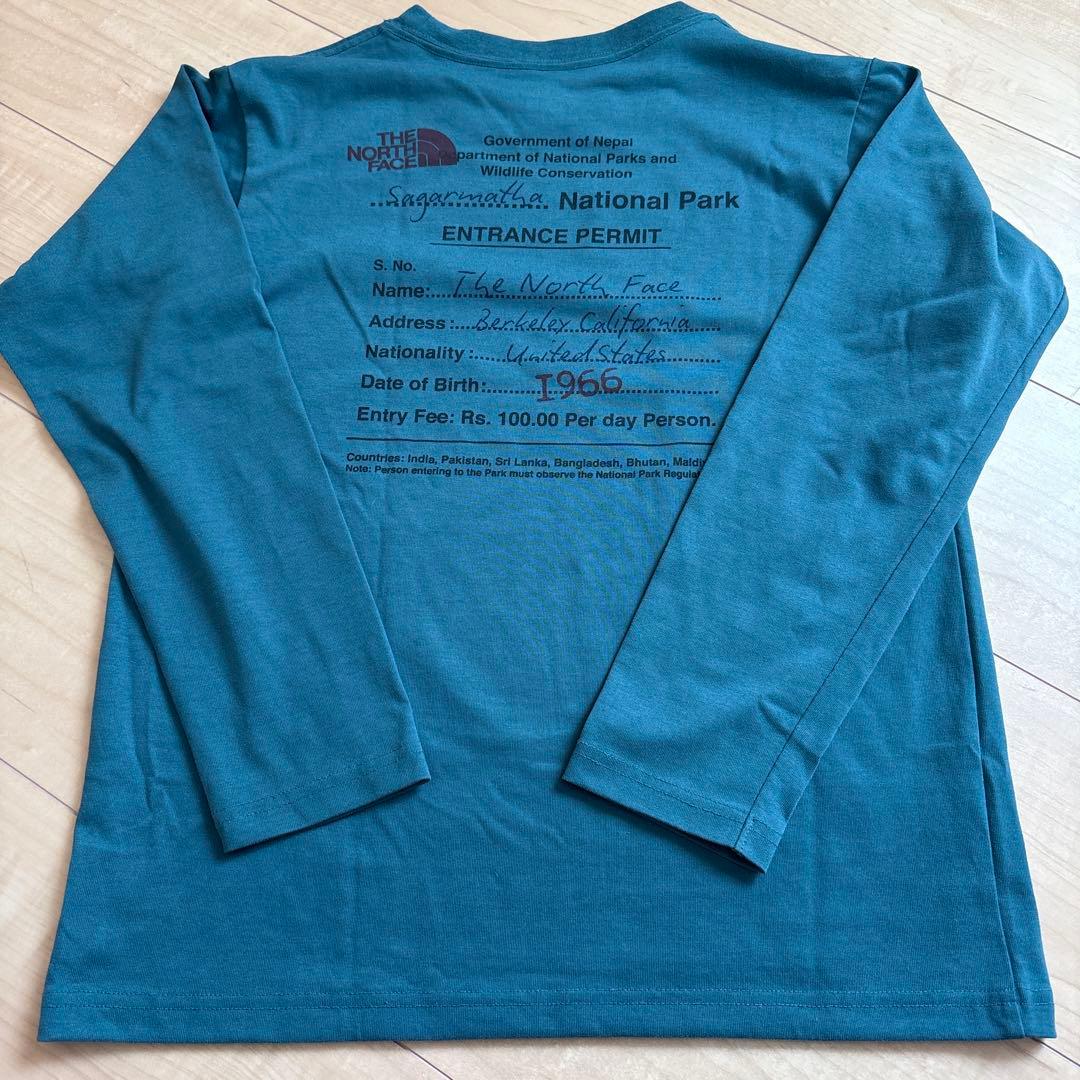 THE NORTH FACE
Government of Nepal
Department of National Parks and
Wildlife Conservation
...Sagarmatha... National Park
ENTRANCE PERMIT
S. No.
Name:...The North Face...
Address:...Berkeley California...
Nationality:...United States...
Date of Birth:...1966...
Entry Fee: Rs. 100.00 Per day Person.
Countries: India, Pakistan, Sri Lanka, Bangladesh, Bhutan,
Note: Person entering to the Park must observe the National Park